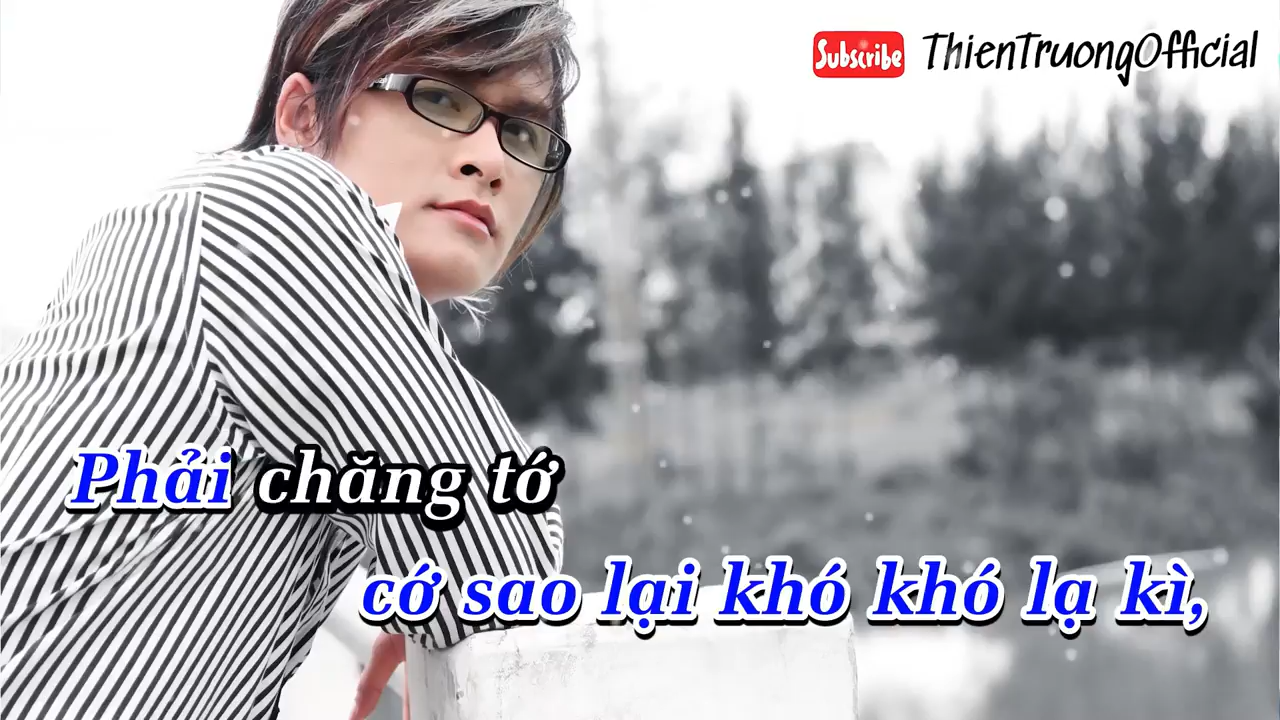 Subscribe ThienTruongOfficial
Phải chăng tớ
cớ sao lại khó khó lạ kì,